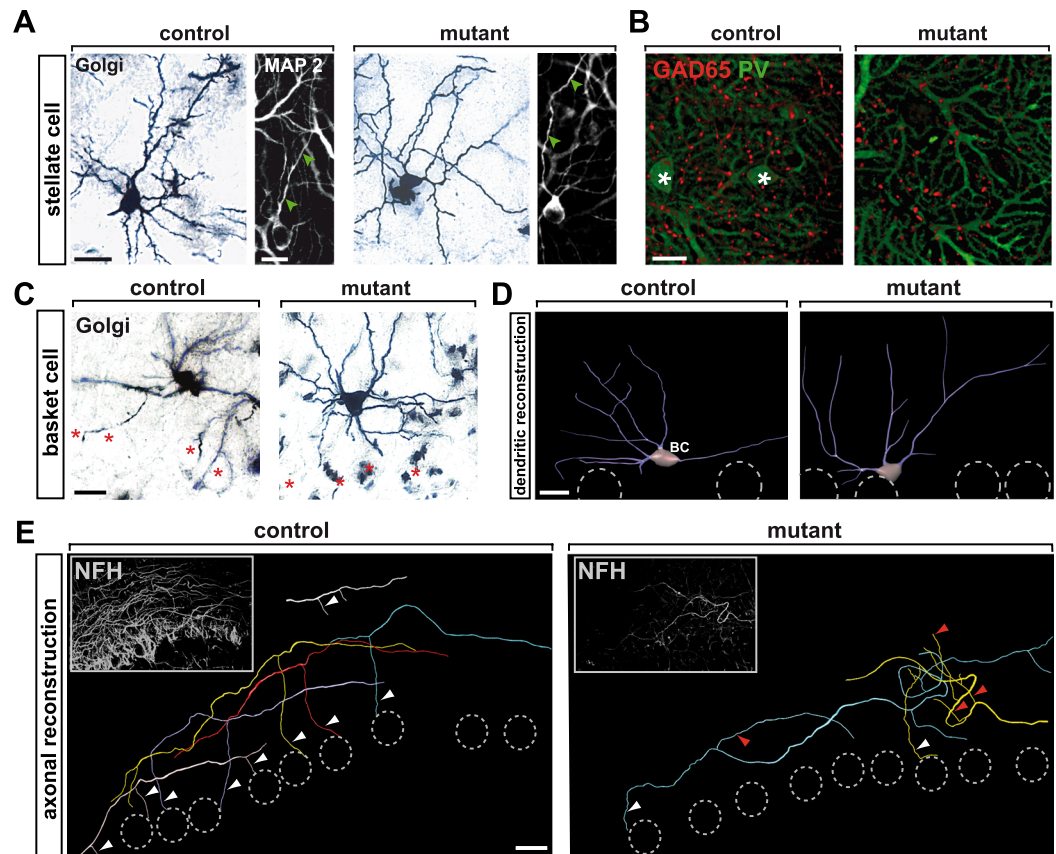 A
control
mutant
stellate cell
Golgi
MAP 2
B
control
mutant
GAD65 PV
*
*
C
control
mutant
basket cell
Golgi
* * * *
* * * *
D
control
mutant
dendritic reconstruction
BC
E
control
mutant
axonal reconstruction
NFH
NFH